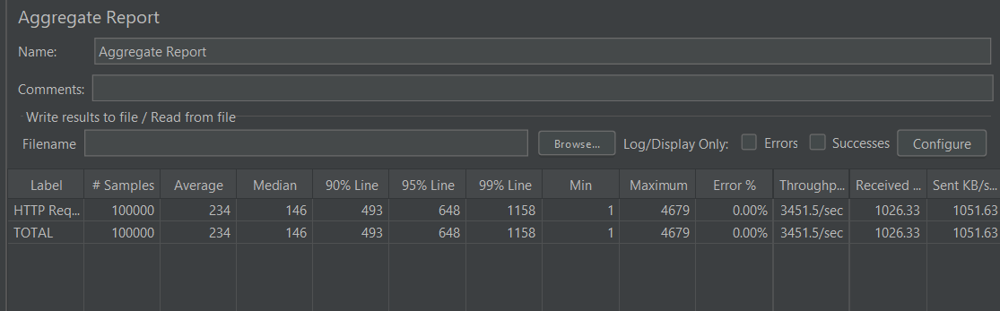 Aggregate Report
Name: Aggregate Report
Comments:
Write results to file / Read from file
Filename Browse... Log/Display Only: Errors Successes Configure
Label # Samples Average Median 90% Line 95% Line 99% Line Min Maximum Error % Throughp... Received ... Sent KB/s...
HTTP Req... 100000 234 146 493 648 1158 1 4679 0.00% 3451.5/sec 1026.33 1051.63
TOTAL 100000 234 146 493 648 1158 1 4679 0.00% 3451.5/sec 1026.33 1051.63